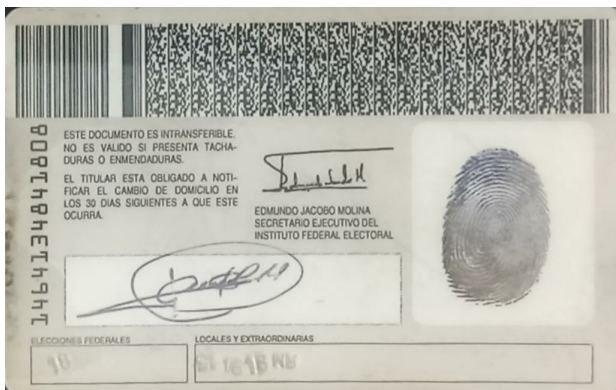 ESTE DOCUMENTO ES INTRANSFERIBLE.
NO ES VALIDO SI PRESENTA TACHA-
DURAS O ENMENDADURAS.
EL TITULAR ESTA OBLIGADO A NOTI-
FICAR EL CAMBIO DE DOMICILIO EN
LOS 30 DIAS SIGUIENTES A QUE ESTE
OCURRA.
EDMUNDO JACOBO MOLINA
SECRETARIO EJECUTIVO DEL
INSTITUTO FEDERAL ELECTORAL
1464134841808
ELECCIONES FEDERALES
LOCALES Y EXTRAORDINARIAS